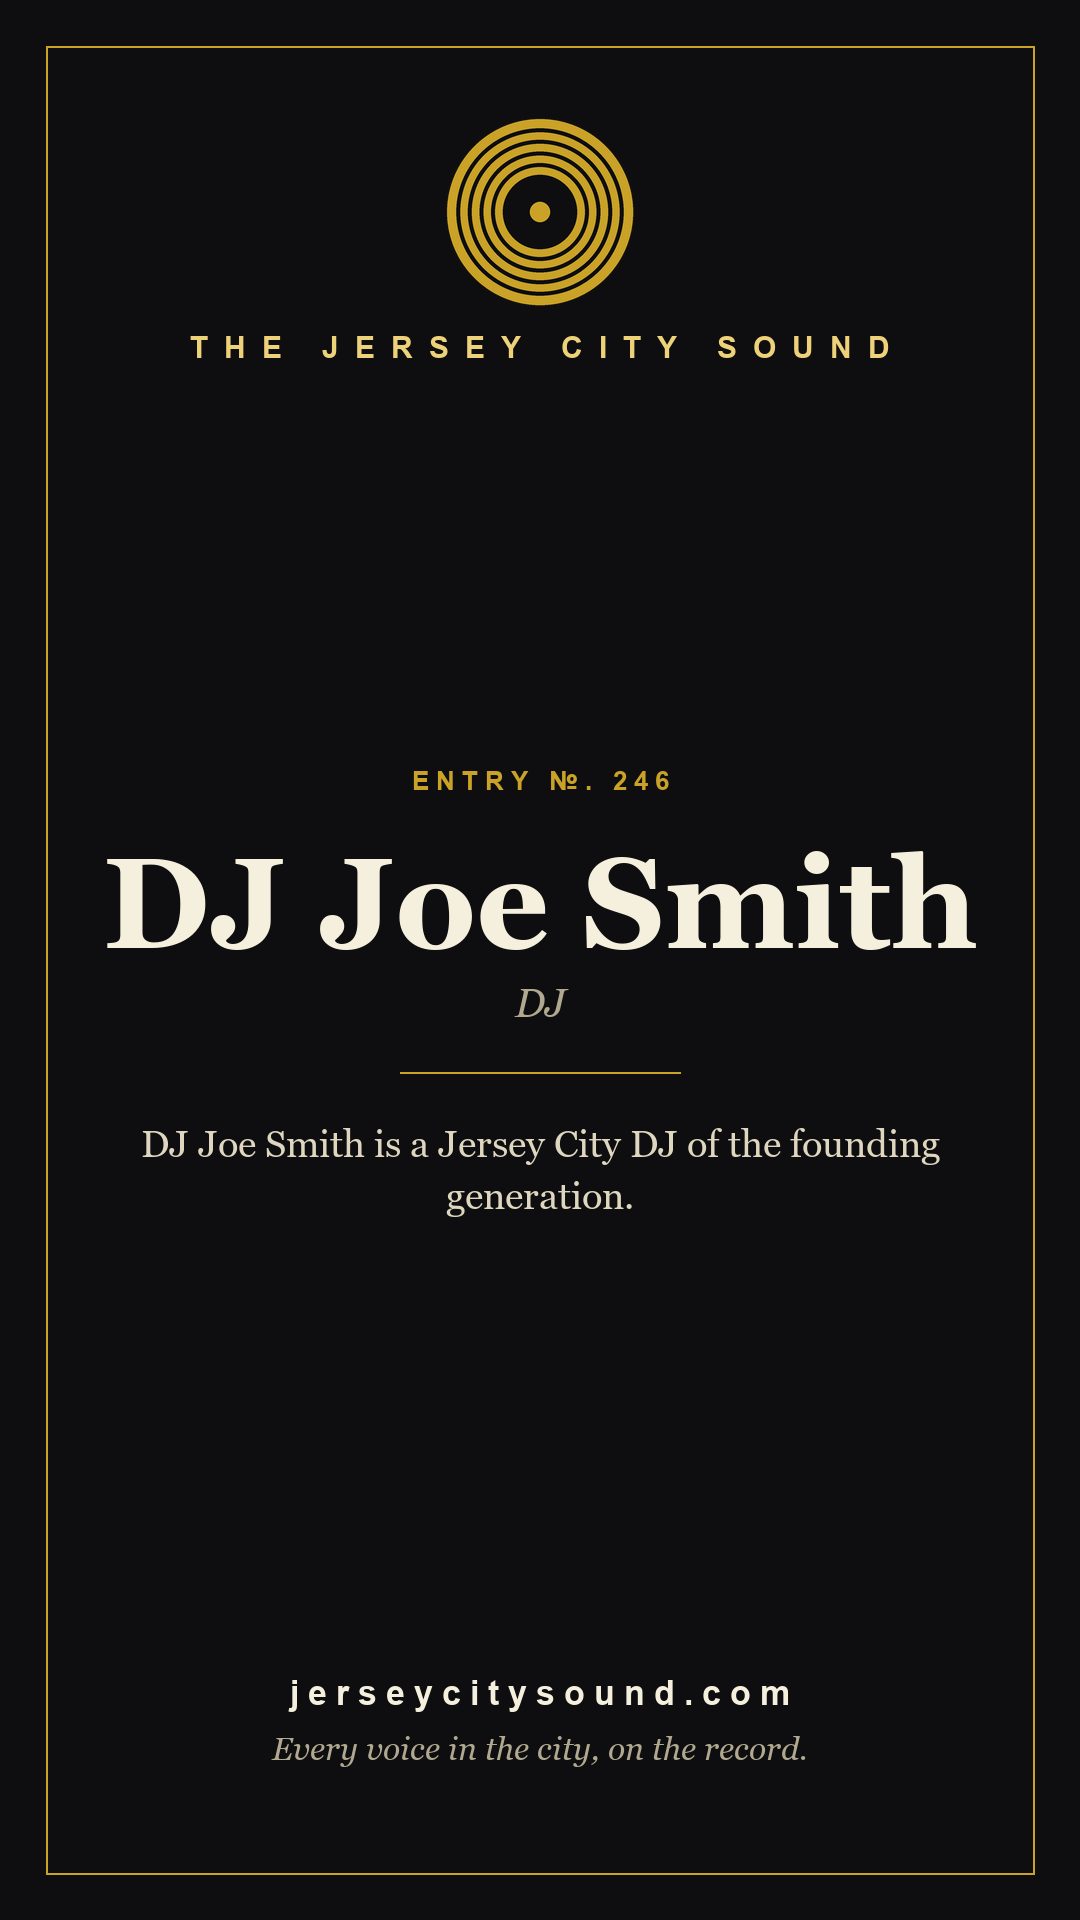 THE JERSEY CITY SOUND
ENTRY №. 246
DJ Joe Smith
DJ
DJ Joe Smith is a Jersey City DJ of the founding
generation.
jerseycitysound.com
Every voice in the city, on the record.